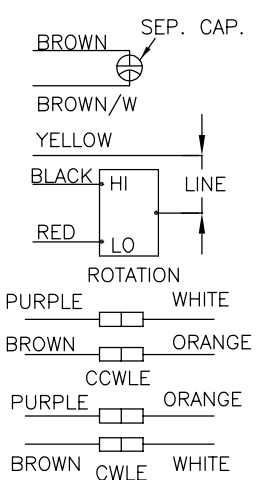 SEP. CAP.
BROWN
BROWN/W
YELLOW
BLACK HI LINE
RED LO
ROTATION
PURPLE WHITE
BROWN ORANGE
CCWLE
PURPLE ORANGE
BROWN CWLE WHITE